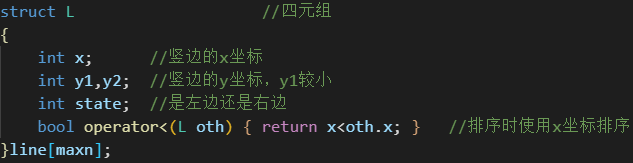 struct L                        //四元组
{
    int x;      //竖边的x坐标
    int y1,y2;  //竖边的y坐标，y1较小
    int state;  //是左边还是右边
    bool operator<(L oth) { return x<oth.x; }   //排序时使用x坐标排序
}line[maxn];